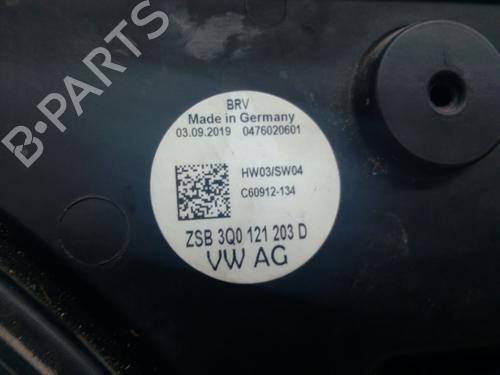 BRV
Made in Germany
03.09.2019 0476020601
HW03/SW04
C60912-134
ZSB 3Q0 121 203 D
VW AG
B-PARTS